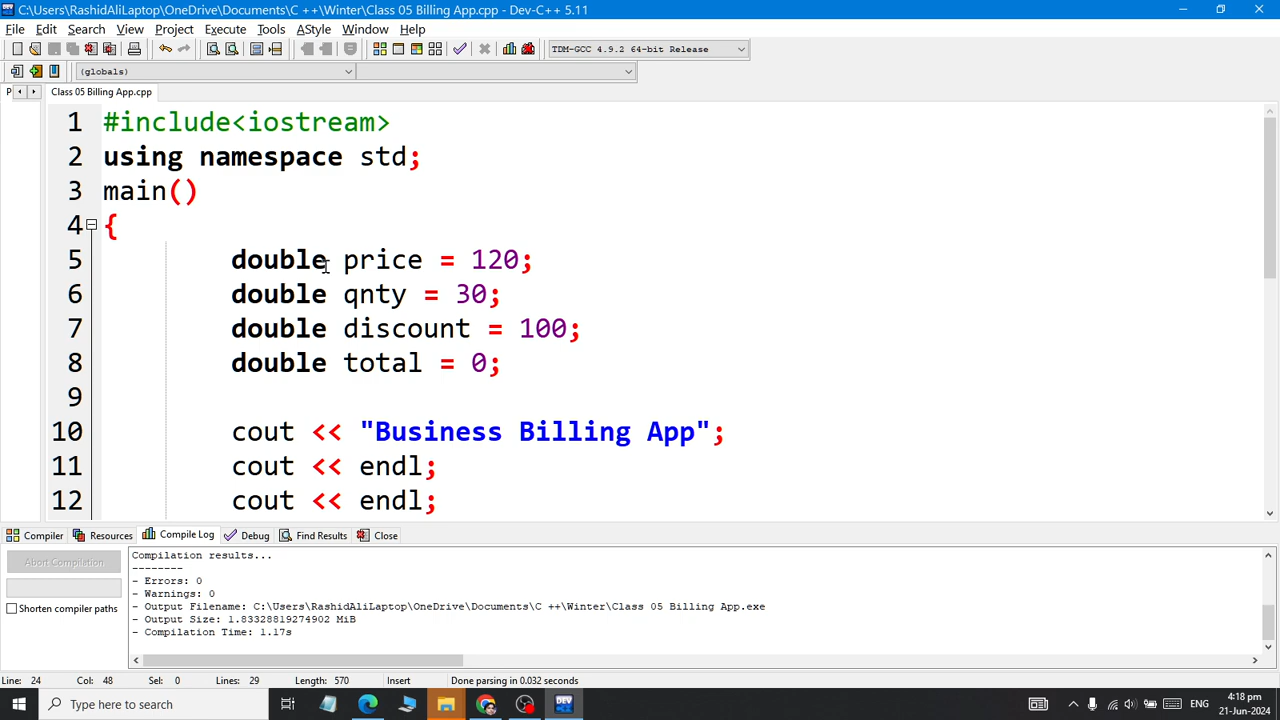 C:\Users\RashidAliLaptop\OneDrive\Documents\C ++\Winter\Class 05 Billing App.cpp - Dev-C++ 5.11
File Edit Search View Project Execute Tools AStyle Window Help
TDM-GCC 4.9.2 64-bit Release
(globals)
P Class 05 Billing App.cpp
1 #include<iostream>
2 using namespace std;
3 main()
4 {
5 double price = 120;
6 double qnty = 30;
7 double discount = 100;
8 double total = 0;
9
10 cout << "Business Billing App";
11 cout << endl;
12 cout << endl;
Compiler Resources Compile Log Debug Find Results Close
Abort Compilation
Shorten compiler paths
Compilation results...
--------
- Errors: 0
- Warnings: 0
- Output Filename: C:\Users\RashidAliLaptop\OneDrive\Documents\C ++\Winter\Class 05 Billing App.exe
- Output Size: 1.83328819274902 MiB
- Compilation Time: 1.17s
Line: 24 Col: 48 Sel: 0 Lines: 29 Length: 570 Insert Done parsing in 0.032 seconds
Type here to search
DEV
ENG
4:18 pm
21-Jun-2024